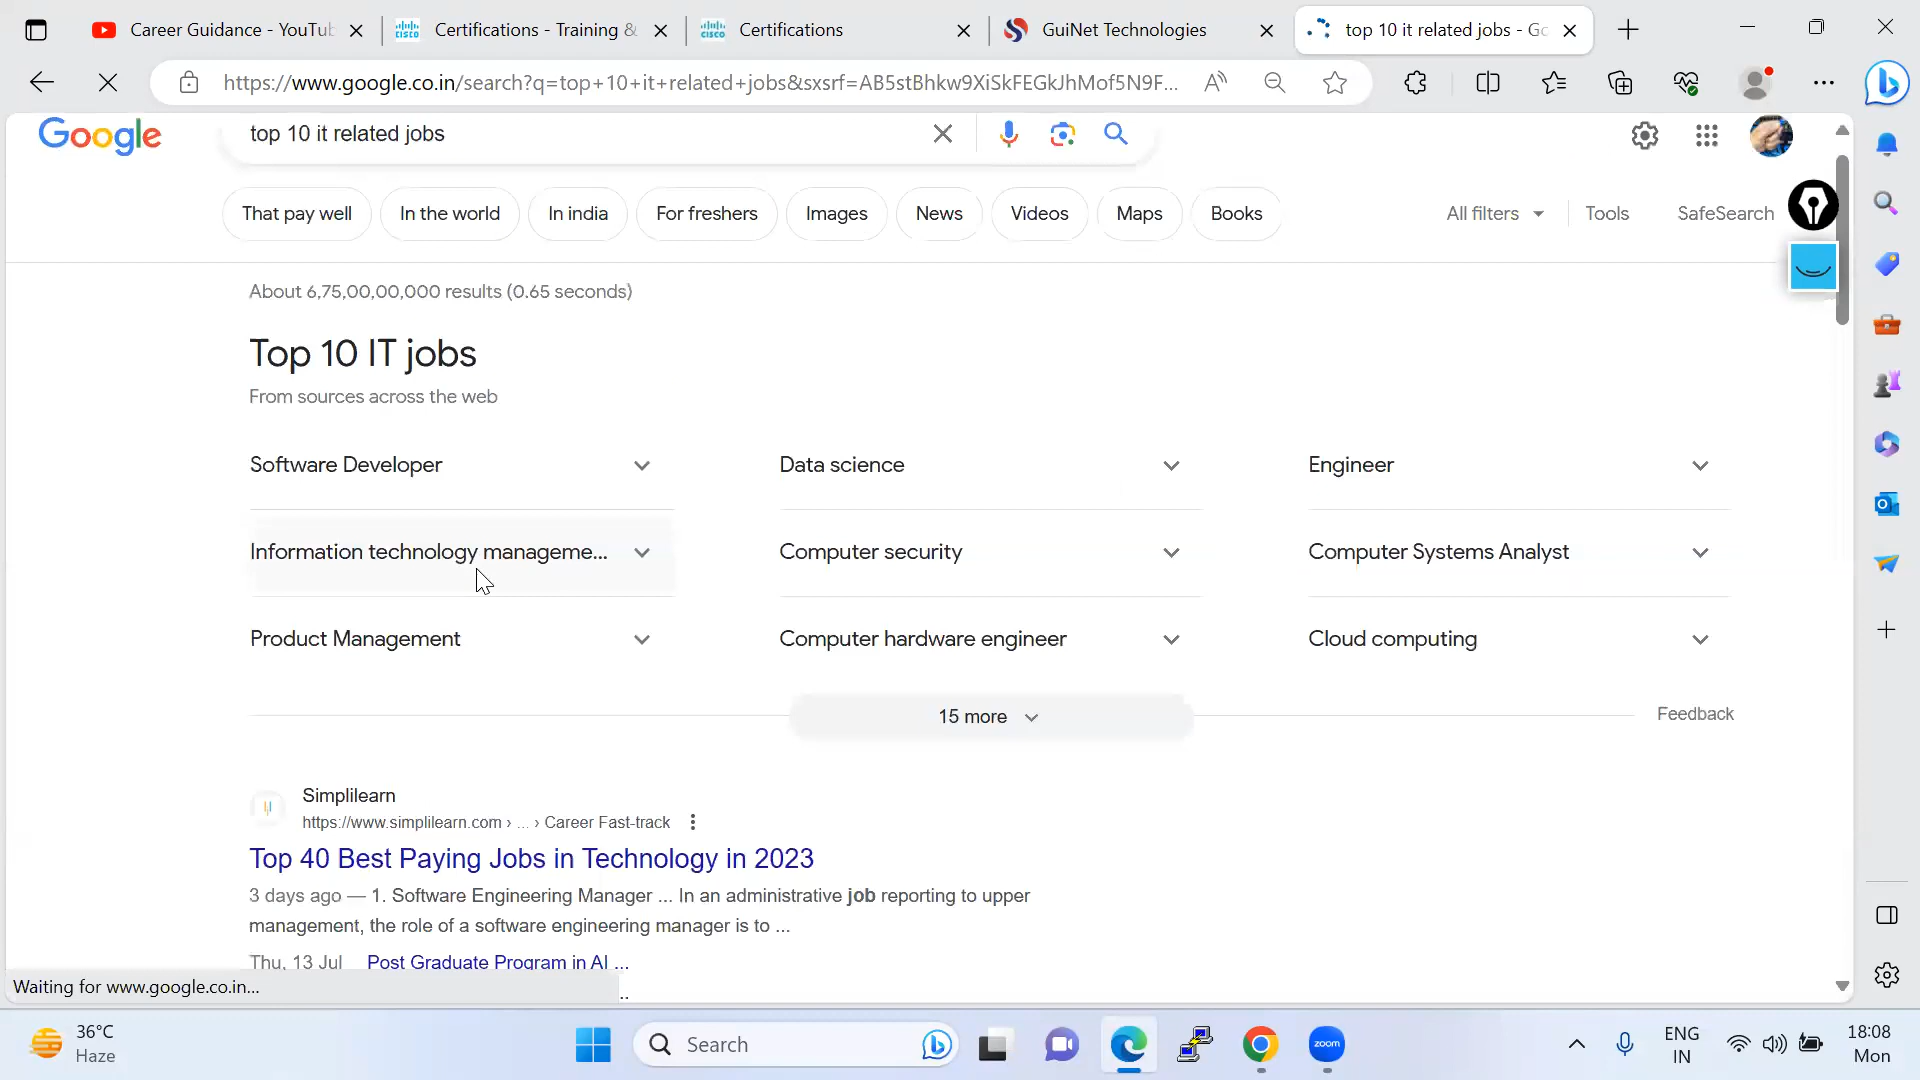 Career Guidance - YouTub
Certifications - Training &
Certifications
GuiNet Technologies
top 10 it related jobs - Go
https://www.google.co.in/search?q=top+10+it+related+jobs&sxsrf=AB5stBhkw9XiSkFEGkJhMof5N9F...
Google
top 10 it related jobs
That pay well
In the world
In india
For freshers
Images
News
Videos
Maps
Books
All filters
Tools
SafeSearch
About 6,75,00,00,000 results (0.65 seconds)
Top 10 IT jobs
From sources across the web
Software Developer
Data science
Engineer
Information technology manageme...
Computer security
Computer Systems Analyst
Product Management
Computer hardware engineer
Cloud computing
15 more
Feedback
Simplilearn
https://www.simplilearn.com › ... › Career Fast-track
Top 40 Best Paying Jobs in Technology in 2023
3 days ago — 1. Software Engineering Manager ... In an administrative job reporting to upper
management, the role of a software engineering manager is to ...
Thu, 13 Jul Post Graduate Program in AI ...
Waiting for www.google.co.in...
36°C
Haze
Search
zoom
ENG
IN
18:08
Mon